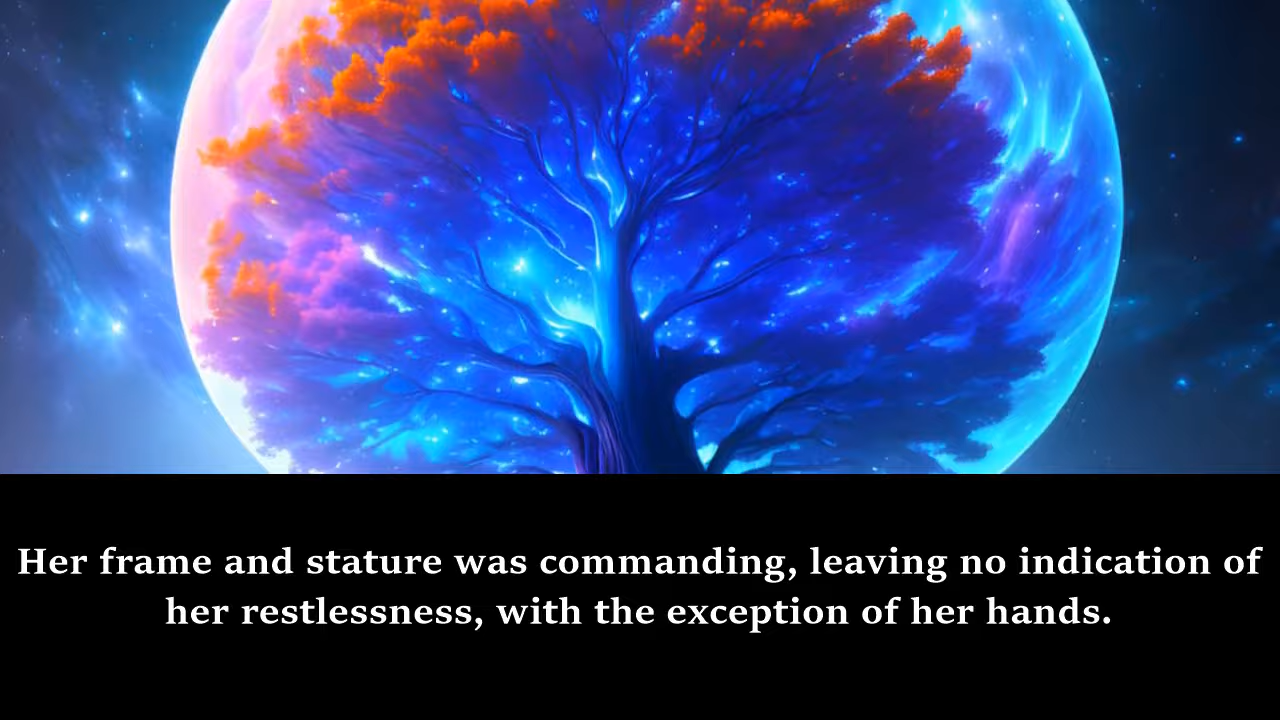 Her frame and stature was commanding, leaving no indication of
her restlessness, with the exception of her hands.